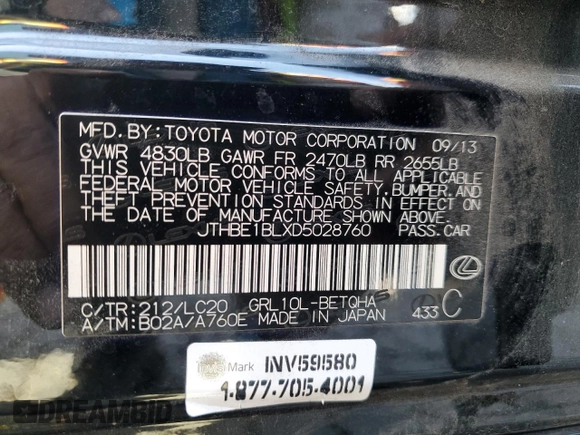 MFD. BY: TOYOTA MOTOR CORPORATION 09/13
GVWR 4830LB GAWR FR 2470LB RR 2655LB
THIS VEHICLE CONFORMS TO ALL APPLICABLE
FEDERAL MOTOR VEHICLE SAFETY, BUMPER, AND
THEFT PREVENTION STANDARDS IN EFFECT ON
THE DATE OF MANUFACTURE SHOWN ABOVE.
JTHBE1BLXD5028760 PASS. CAR
C/TR: 212/LC20 GRL10L-BETQHA
A/TM: B02A/A760E MADE IN JAPAN 433 C
Mark INV59580
1.877.705.4001
DREAMBID